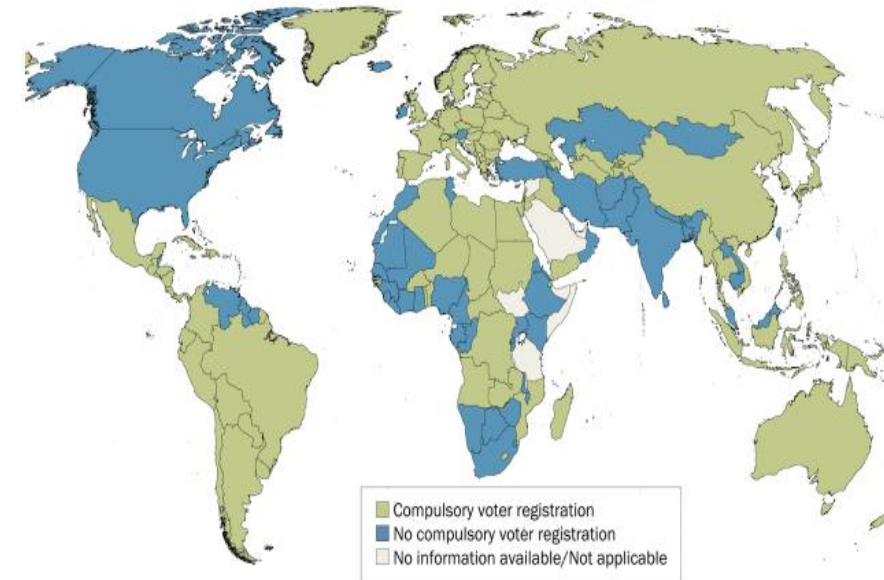 Compulsory voter registration
No compulsory voter registration
No information available/Not applicable